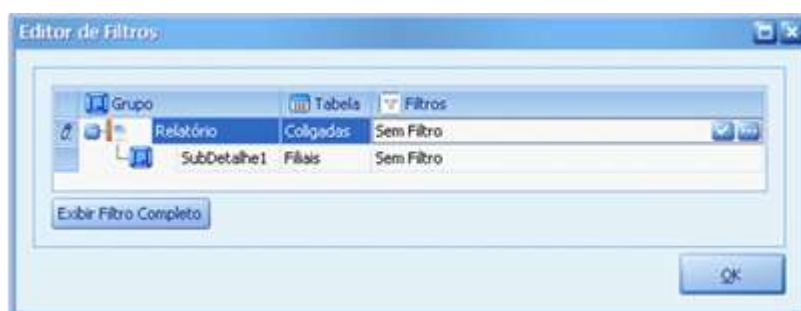 Editor de Filtros
Grupo Tabela Filtros
Relatório Coligadas Sem Filtro
SubDetalhe1 Filiais Sem Filtro
Exibir Filtro Completo
OK